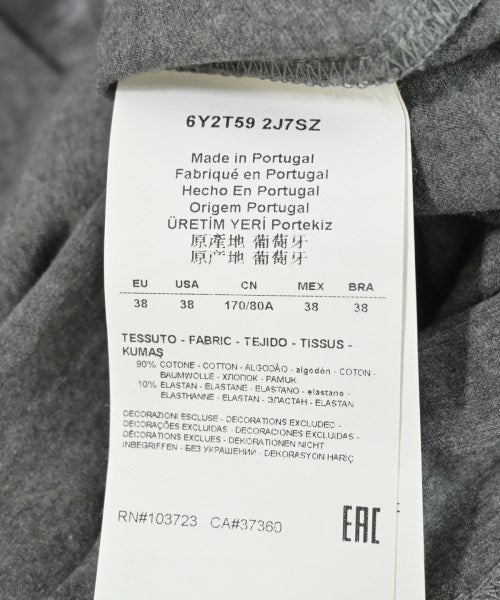 6Y2T59 2J7SZ
Made in Portugal
Fabriqué en Portugal
Hecho En Portugal
Origem Portugal
ÜRETİM YERİ Portekiz
原產地 葡萄牙
原产地 葡萄牙
EU USA CN MEX BRA
38 38 170/80A 38 38
TESSUTO - FABRIC - TEJIDO - TISSUS -
KUMAŞ
90% COTONE - COTTON - ALGODÃO - algodón - COTON -
BAUMWOLLE - ХЛОПОК - PAMUK
10% ELASTAN - ELASTANE - ELASTANO - elastano -
ELASTHANNE - ELASTAN - ЭЛАСТАН - ELASTAN
DECORAZIONI ESCLUSE - DECORATIONS EXCLUDED -
DECORAÇÕES EXCLUÍDAS - DECORACIONES EXCLUIDAS -
DÉCORATIONS EXCLUES - DEKORATIONEN NICHT
INBEGRIFFEN - БЕЗ УКРАШЕНИЙ - DEKORASYON HARİÇ
RN#103723 CA#37360 EAC